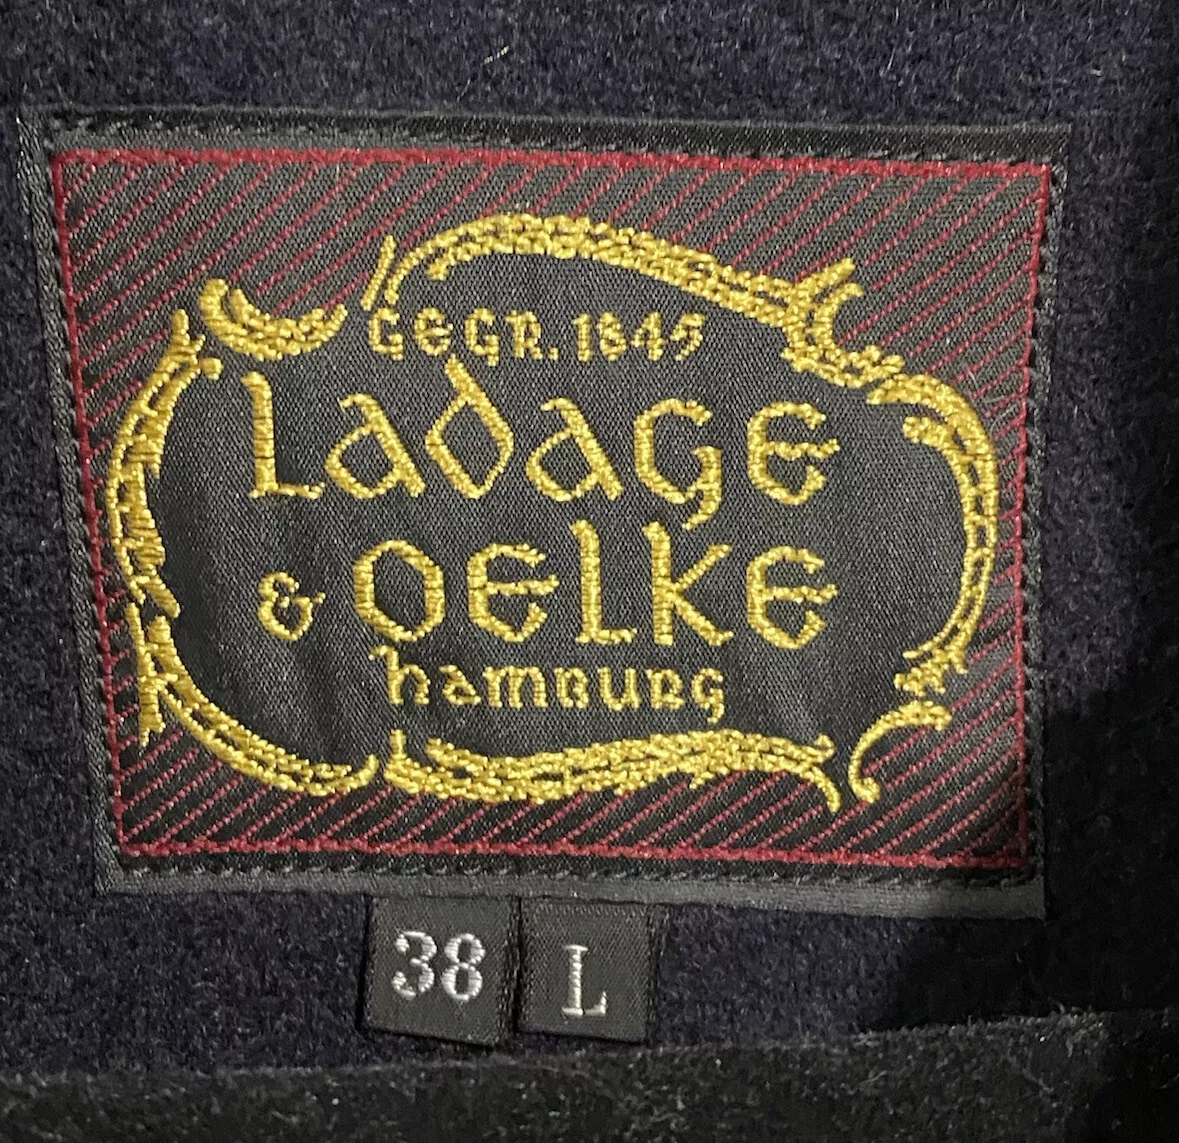 GEGR. 1845
LADAGE
& OELKE
HAMBURG
38 L